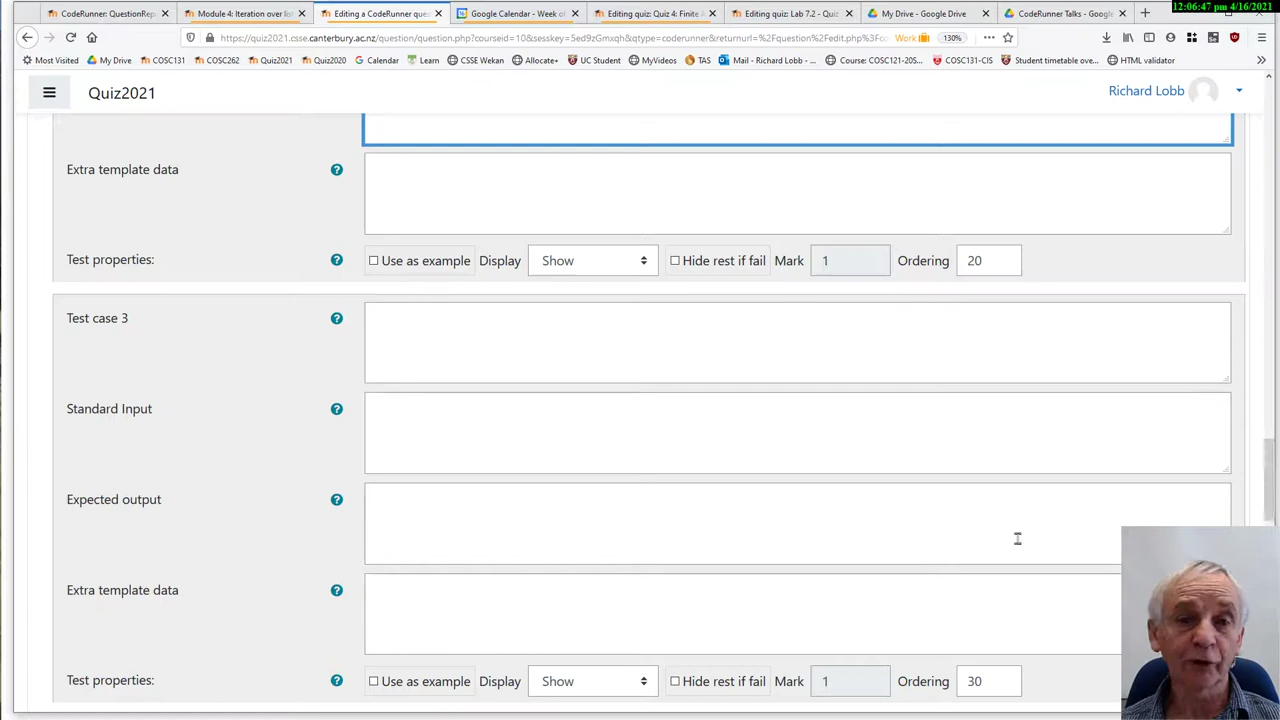 12:06:47 pm 4/16/2021
CodeRunner: QuestionRep
Module 4: Iteration over list
Editing a CodeRunner que
Google Calendar - Week of
Editing quiz: Quiz 4: Finite
Editing quiz: Lab 7.2 - Quiz
My Drive - Google Drive
CodeRunner Talks - Google
https://quiz2021.csse.canterbury.ac.nz/question/question.php?courseid=10&sesskey=5ed9zGmxqh&qtype=coderunner&returnurl=%2Fquestion%2Fedit.php%3Fco
Work
130%
Most Visited
My Drive
COSC131
COSC262
Quiz2021
Quiz2020
Calendar
Learn
CSSE Wekan
Allocate+
UC Student
MyVideos
TAS
Mail - Richard Lobb - ...
Course: COSC121-20S...
COSC131-CIS
Student timetable ove...
HTML validator
Quiz2021
Richard Lobb
Extra template data
Test properties:
Use as example Display Show Hide rest if fail Mark 1 Ordering 20
Test case 3
Standard Input
Expected output
Extra template data
Test properties:
Use as example Display Show Hide rest if fail Mark 1 Ordering 30